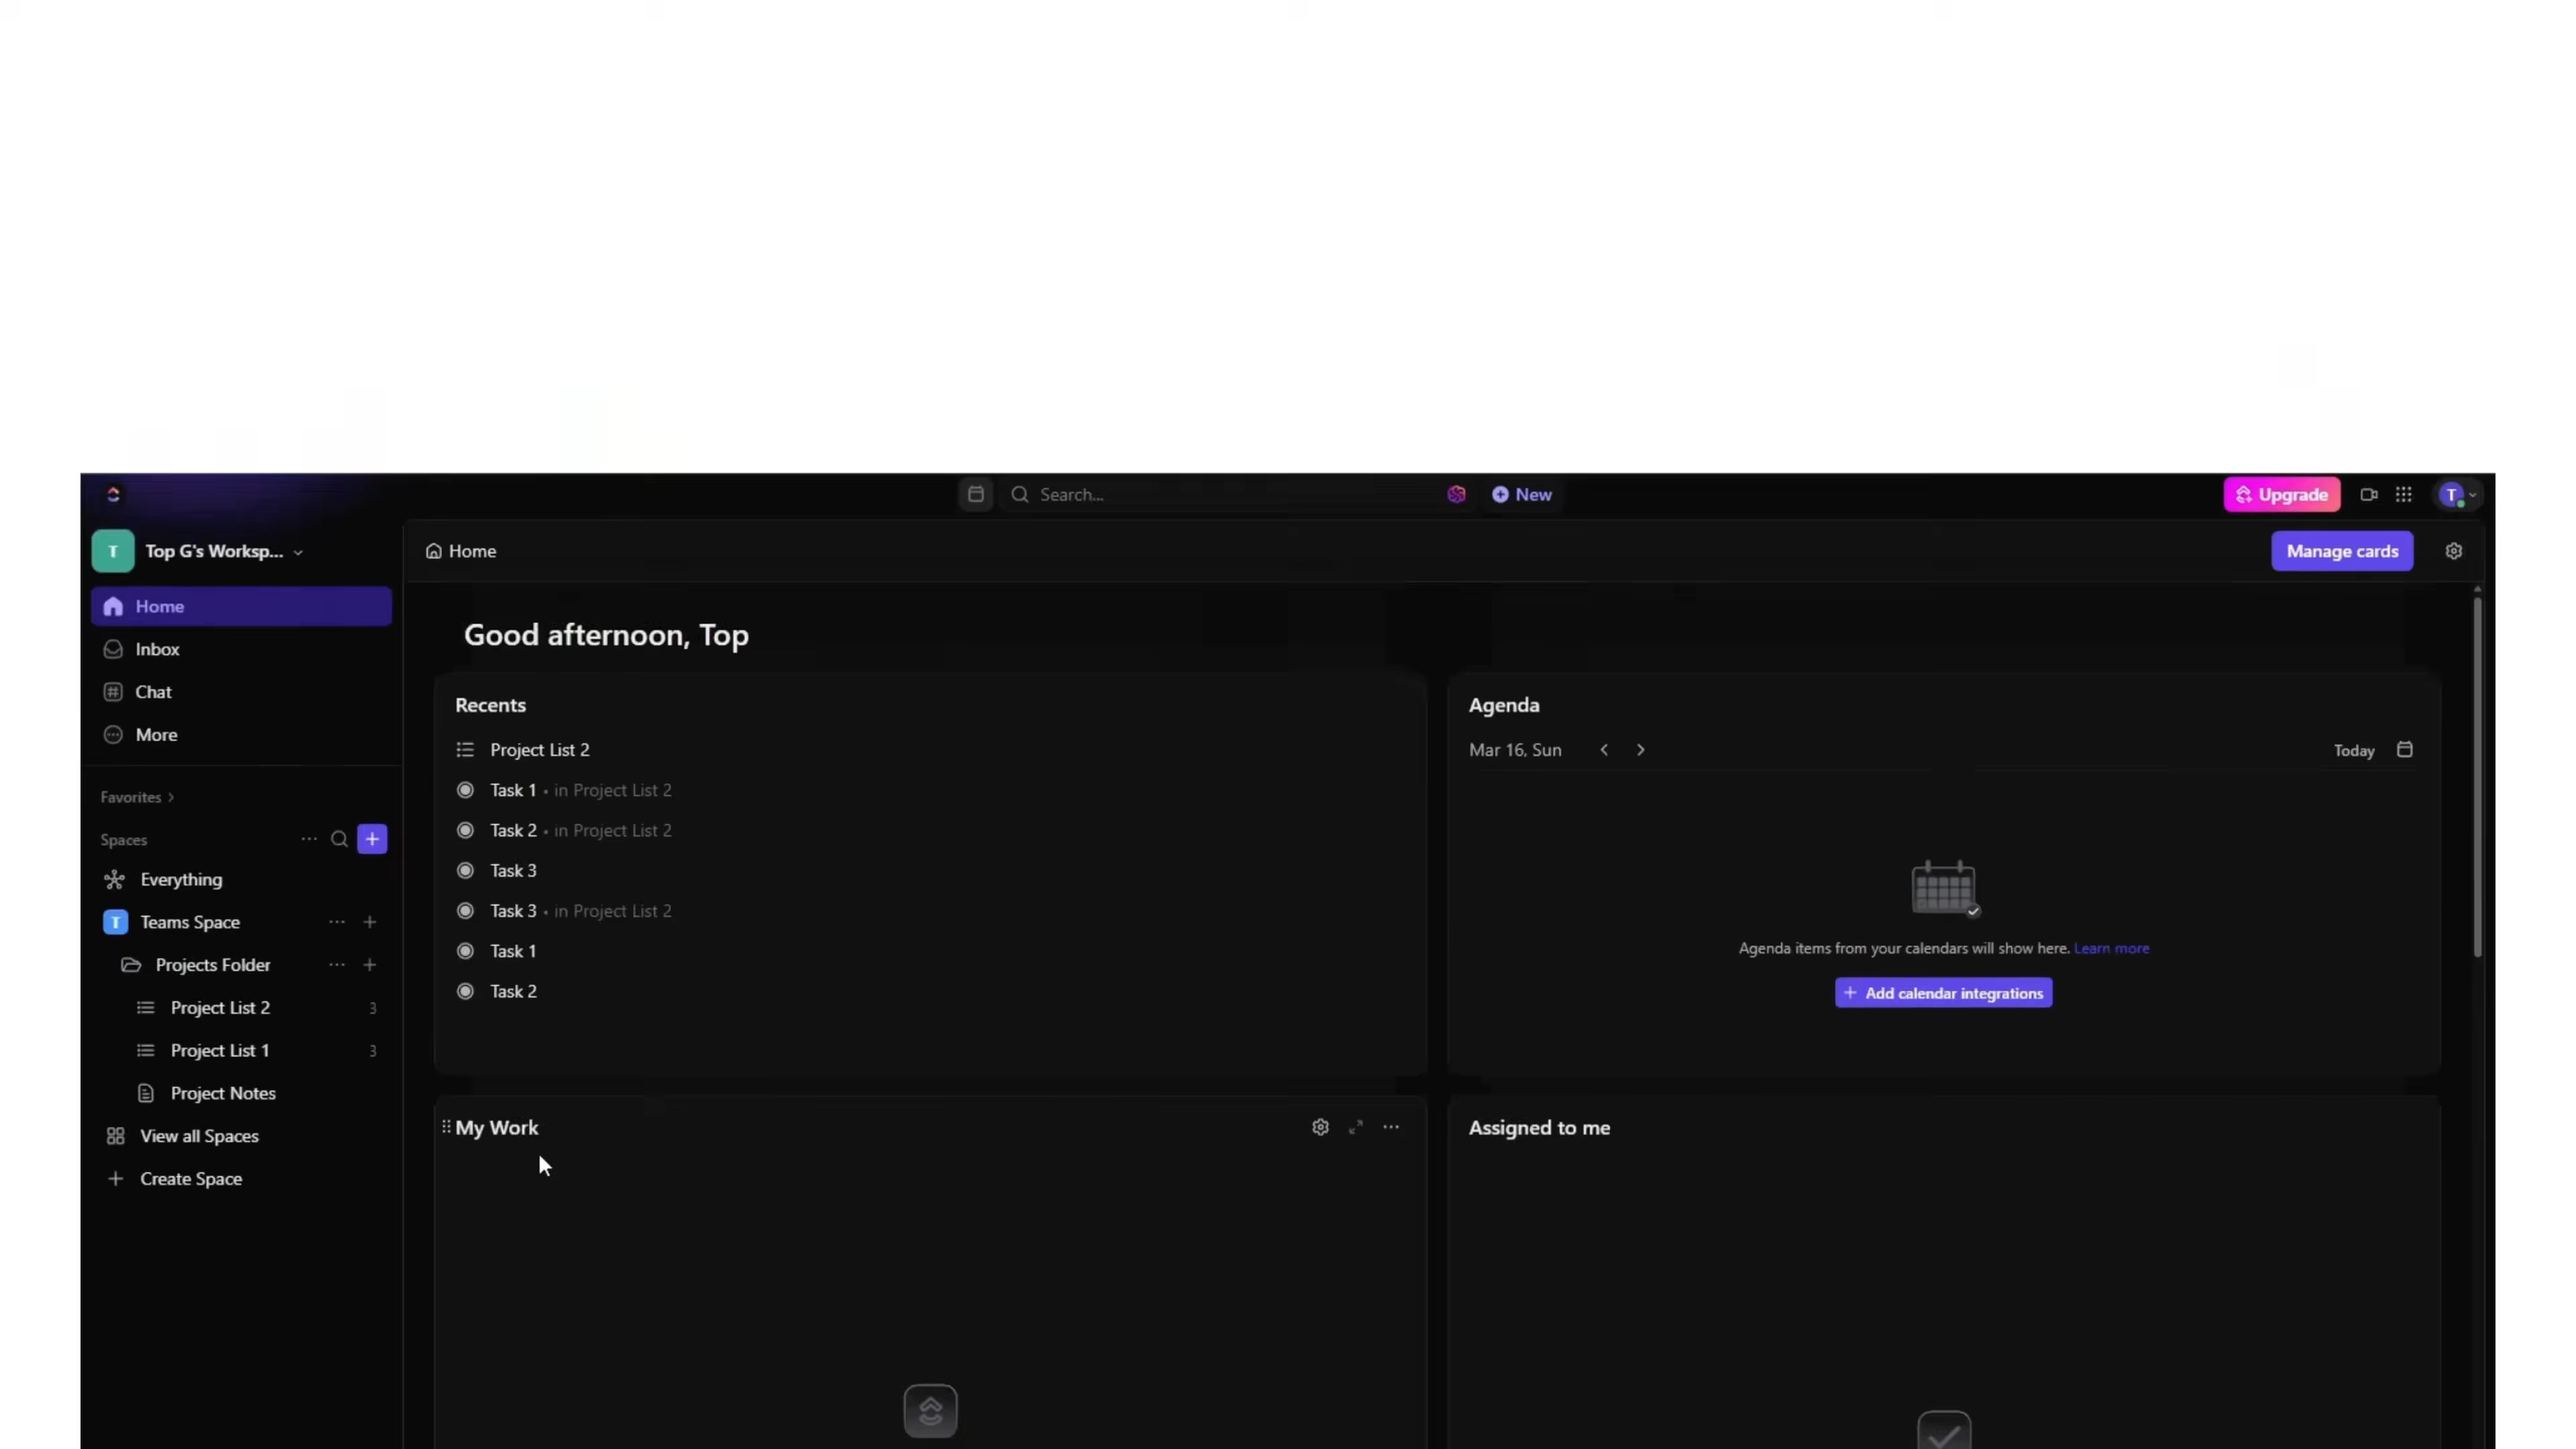 Search...
New
Upgrade
T
T
Top G's Worksp...
Home
Manage cards
Home
Inbox
Chat
More
Favorites
Spaces
Everything
T
Teams Space
Projects Folder
Project List 2
3
Project List 1
3
Project Notes
View all Spaces
Create Space
Good afternoon, Top
Recents
Project List 2
Task 1 • in Project List 2
Task 2 • in Project List 2
Task 3
Task 3 • in Project List 2
Task 1
Task 2
Agenda
Mar 16, Sun
Today
Agenda items from your calendars will show here. Learn more
+ Add calendar integrations
My Work
Assigned to me